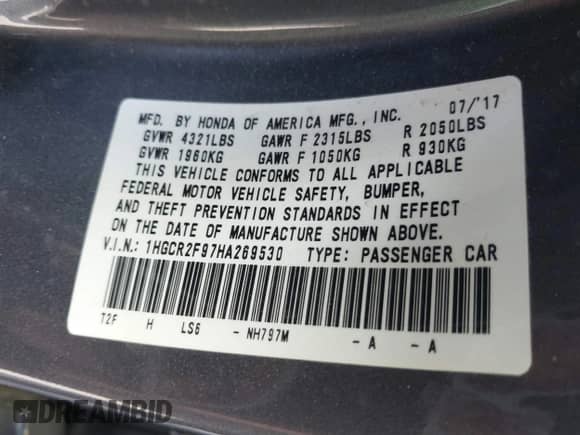 MFD. BY HONDA OF AMERICA MFG., INC. 07/'17
GVWR 4321LBS GAWR F 2315LBS R 2050LBS
GVWR 1960KG GAWR F 1050KG R 930KG
THIS VEHICLE CONFORMS TO ALL APPLICABLE
FEDERAL MOTOR VEHICLE SAFETY, BUMPER,
AND THEFT PREVENTION STANDARDS IN EFFECT
ON THE DATE OF MANUFACTURE SHOWN ABOVE.
V.I.N.: 1HGCR2F97HA269530 TYPE: PASSENGER CAR
T2F H LS6 - NH797M - A - A
DREAMBID